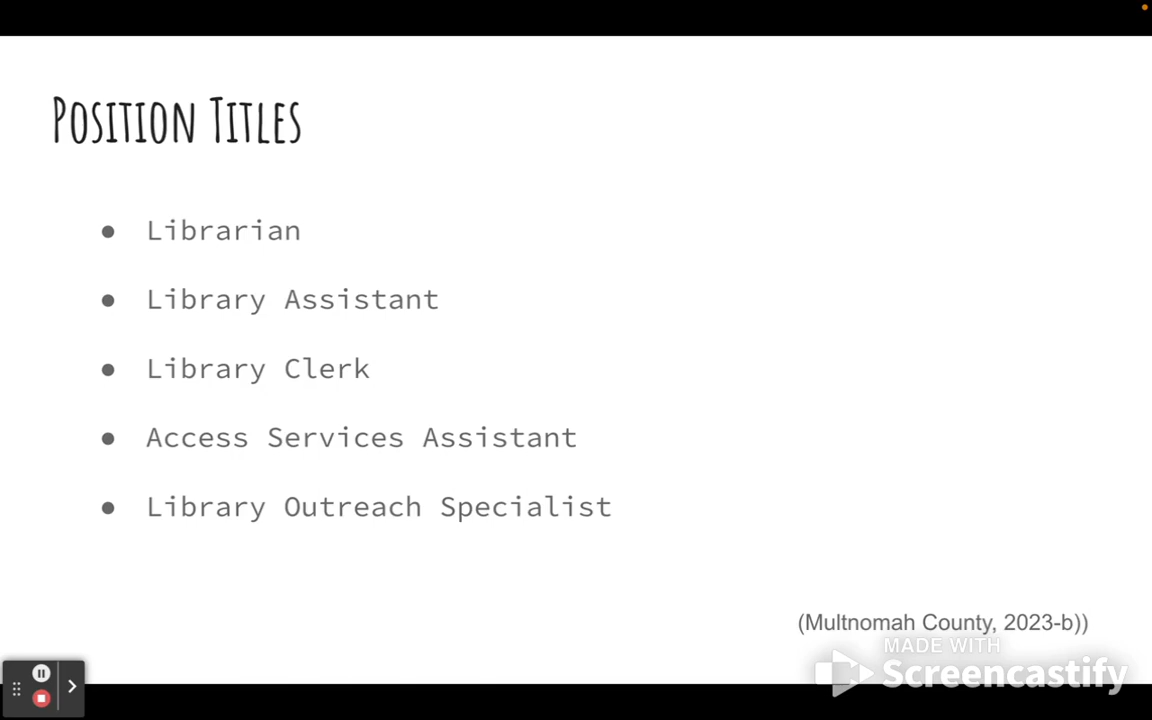 Position Titles
● Librarian
● Library Assistant
● Library Clerk
● Access Services Assistant
● Library Outreach Specialist
(Multnomah County, 2023-b))
MADE WITH
Screencastify